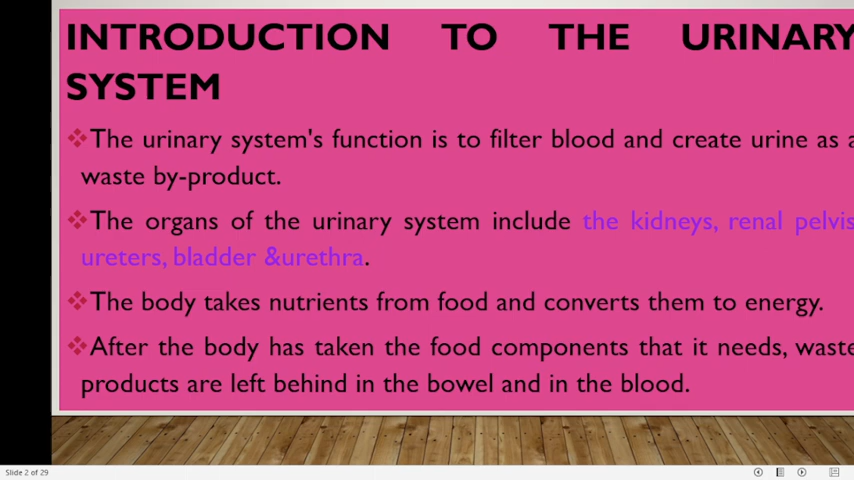 INTRODUCTION TO THE URINARY
SYSTEM
❖The urinary system's function is to filter blood and create urine as a
waste by-product.
❖The organs of the urinary system include the kidneys, renal pelvis
ureters, bladder &urethra.
❖The body takes nutrients from food and converts them to energy.
❖After the body has taken the food components that it needs, waste
products are left behind in the bowel and in the blood.
Slide 2 of 29